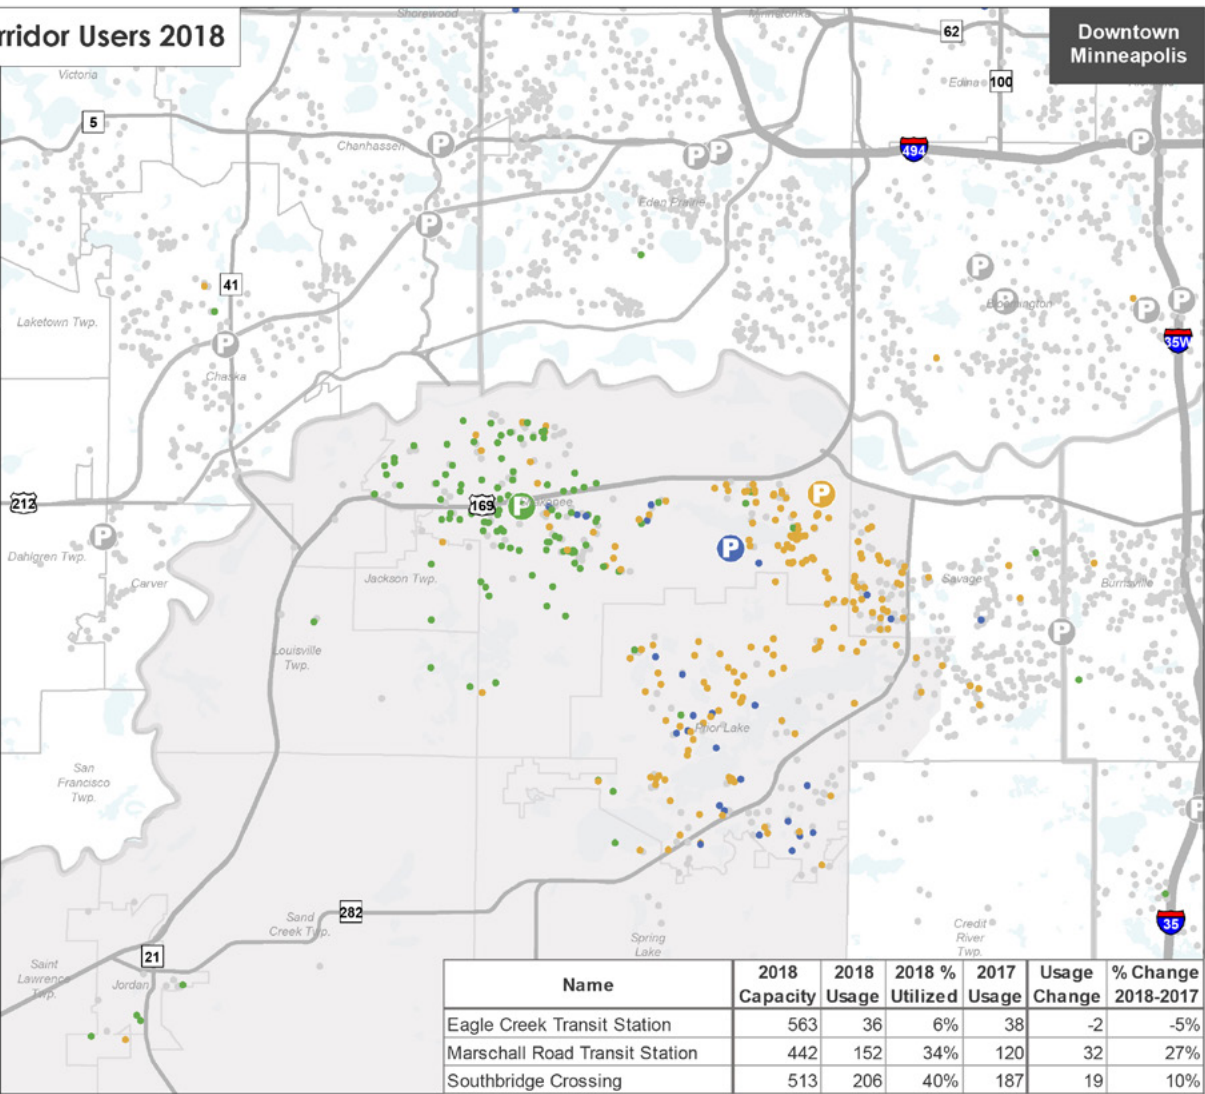 rridor Users 2018
Shorewood
Minnetonka
62
Downtown
Minneapolis
Victoria
Edina
100
5
Chanhassen
P
P
P
P
494
Eden Prairie
P
P
41
P
Bloomington
P
P
P
Laketown Twp.
P
35W
Chaska
212
169
P
Shakopee
P
P
P
Dahlgren Twp.
Carver
Jackson Twp.
Savage
Burnsville
P
Louisville
Twp.
Prior Lake
San
Francisco
Twp.
P
282
Sand
Creek Twp.
35
Credit
River
Twp.
Spring
Lake
21
Saint
Lawrence
Twp.
Jordan
Name 2018 Capacity 2018 Usage 2018 % Utilized 2017 Usage Usage Change % Change 2018-2017
Eagle Creek Transit Station 563 36 6% 38 -2 -5%
Marschall Road Transit Station 442 152 34% 120 32 27%
Southbridge Crossing 513 206 40% 187 19 10%